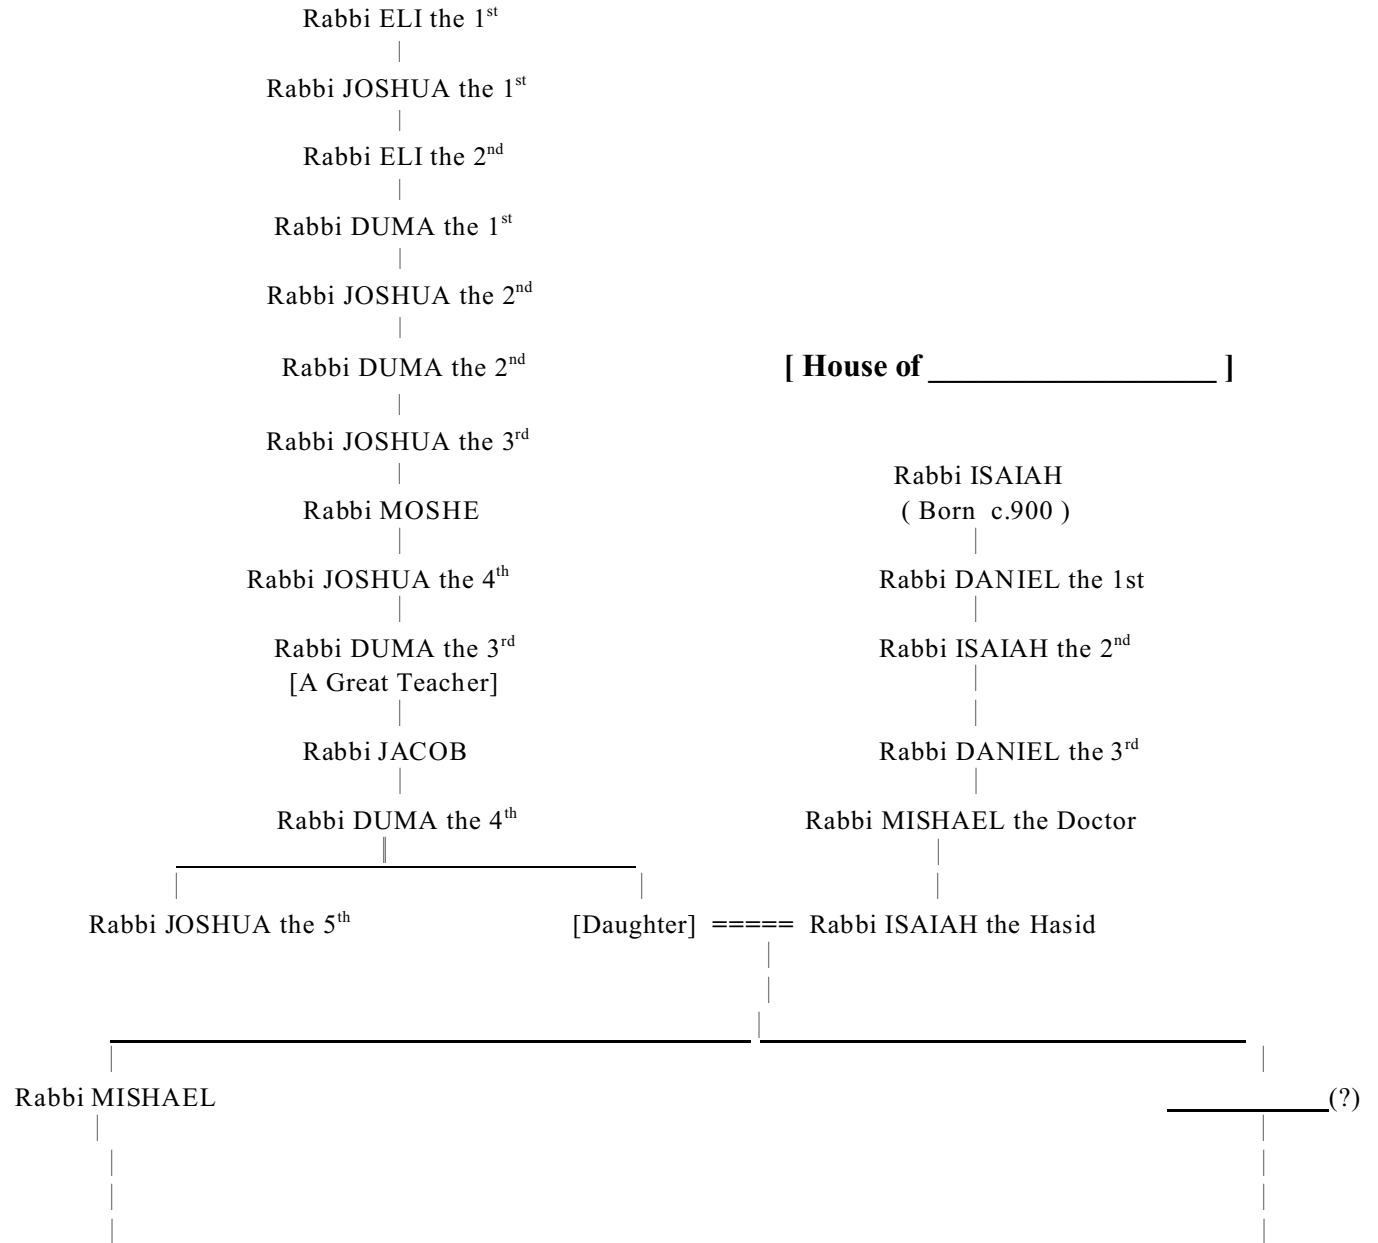 Rabbi ELI the 1st
Rabbi JOSHUA the 1st
Rabbi ELI the 2nd
Rabbi DUMA the 1st
Rabbi JOSHUA the 2nd
Rabbi DUMA the 2nd
[ House of __________________ ]
Rabbi JOSHUA the 3rd
Rabbi ISAIAH
Rabbi MOSHE
( Born c.900 )
Rabbi JOSHUA the 4th
Rabbi DANIEL the 1st
Rabbi DUMA the 3rd
Rabbi ISAIAH the 2nd
[A Great Teacher]
Rabbi JACOB
Rabbi DANIEL the 3rd
Rabbi DUMA the 4th
Rabbi MISHAEL the Doctor
Rabbi JOSHUA the 5th
[Daughter] ===== Rabbi ISAIAH the Hasid
Rabbi MISHAEL
____________(?)